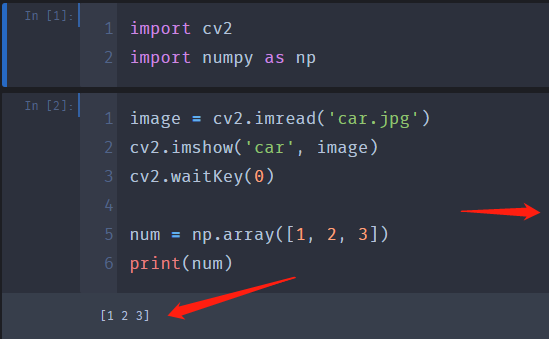 In [1]:
1 import cv2
2 import numpy as np
In [2]:
1 image = cv2.imread('car.jpg')
2 cv2.imshow('car', image)
3 cv2.waitKey(0)
4
5 num = np.array([1, 2, 3])
6 print(num)
[1 2 3]